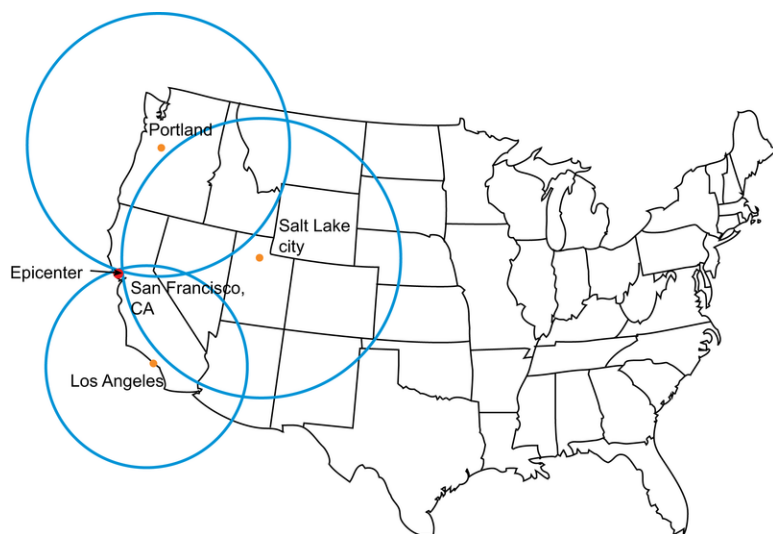 Portland
Salt Lake
city
Epicenter
San Francisco,
CA
Los Angeles